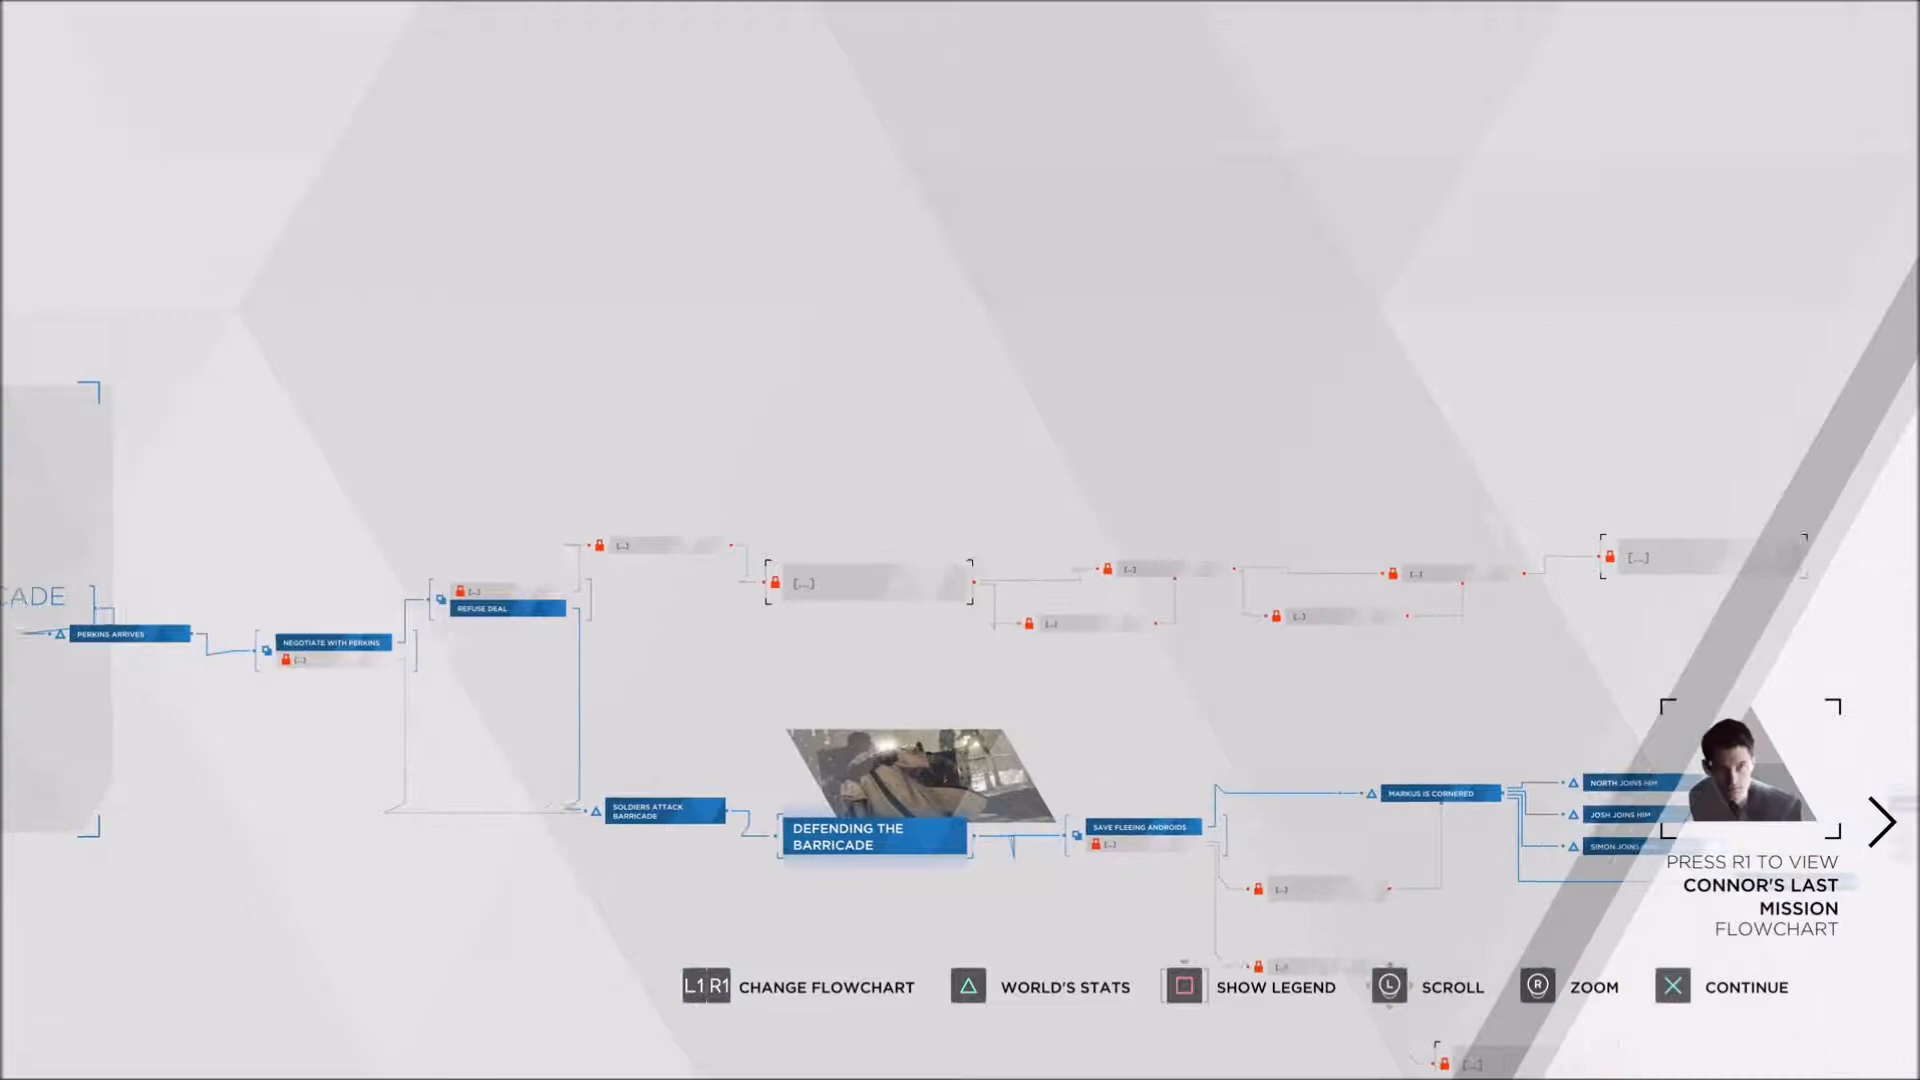 [...]
[...]
[...]
[...]
[...]
[...]
[...]
[...]
[...]
CADE
REFUSE DEAL
PERKINS ARRIVES
NEGOTIATE WITH PERKINS
[...]
SOLDIERS ATTACK
BARRICADE
DEFENDING THE
BARRICADE
SAVE FLEEING ANDROIDS
[...]
MARKUS IS CORNERED
NORTH JOINS HIM
JOSH JOINS HIM
SIMON JOINS
[...]
[...]
PRESS R1 TO VIEW
CONNOR'S LAST
MISSION
FLOWCHART
L1 R1 CHANGE FLOWCHART
WORLD'S STATS
SHOW LEGEND
L SCROLL
R ZOOM
CONTINUE
[...]